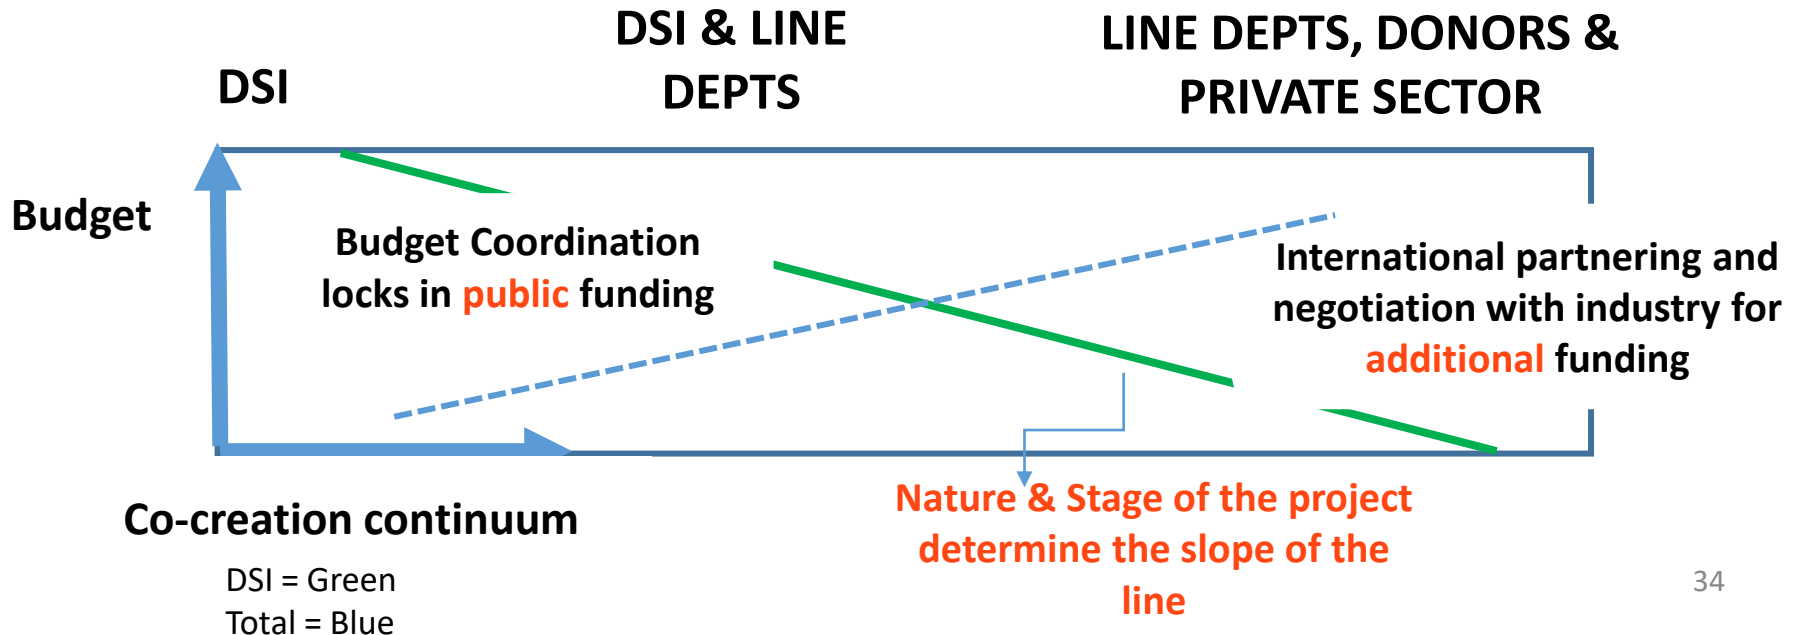 DSI
DSI & LINE
DEPTS
LINE DEPTS, DONORS &
PRIVATE SECTOR
Budget
Budget Coordination
locks in public funding
International partnering and
negotiation with industry for
additional funding
Co-creation continuum
DSI = Green
Total = Blue
Nature & Stage of the project
determine the slope of the
line
34